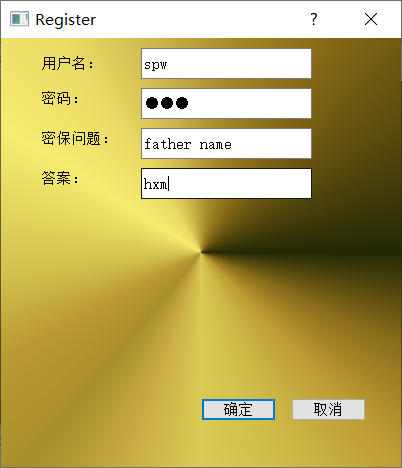 Register
用户名： spw
密码： ●●●
密保问题： father name
答案： hxm
确定 取消